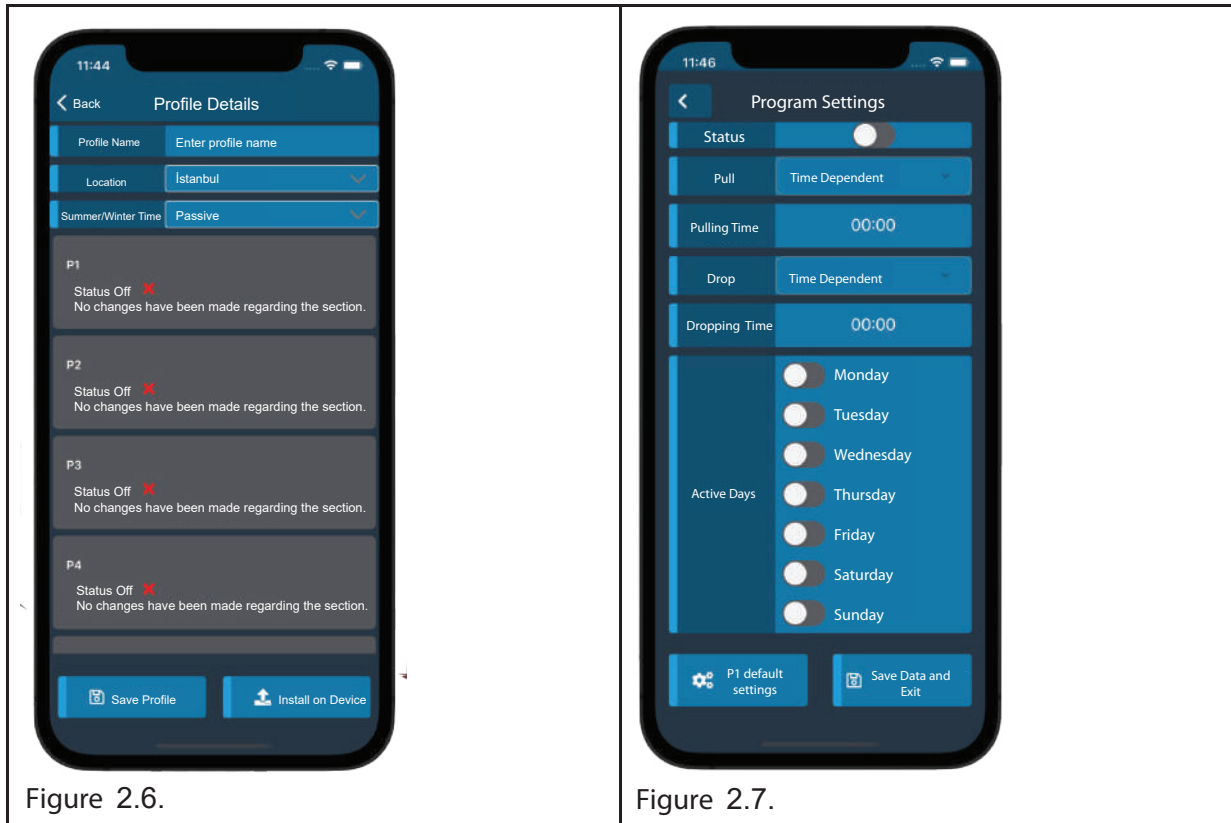 11:44
Back Profile Details
Profile Name Enter profile name
Location İstanbul
Summer/Winter Time Passive
P1
Status Off
No changes have been made regarding the section.
P2
Status Off
No changes have been made regarding the section.
P3
Status Off
No changes have been made regarding the section.
P4
Status Off
No changes have been made regarding the section.
Save Profile Install on Device
Figure 2.6.
11:46
Program Settings
Status
Pull Time Dependent
Pulling Time 00:00
Drop Time Dependent
Dropping Time 00:00
Active Days
Monday
Tuesday
Wednesday
Thursday
Friday
Saturday
Sunday
P1 default
settings
Save Data and
Exit
Figure 2.7.